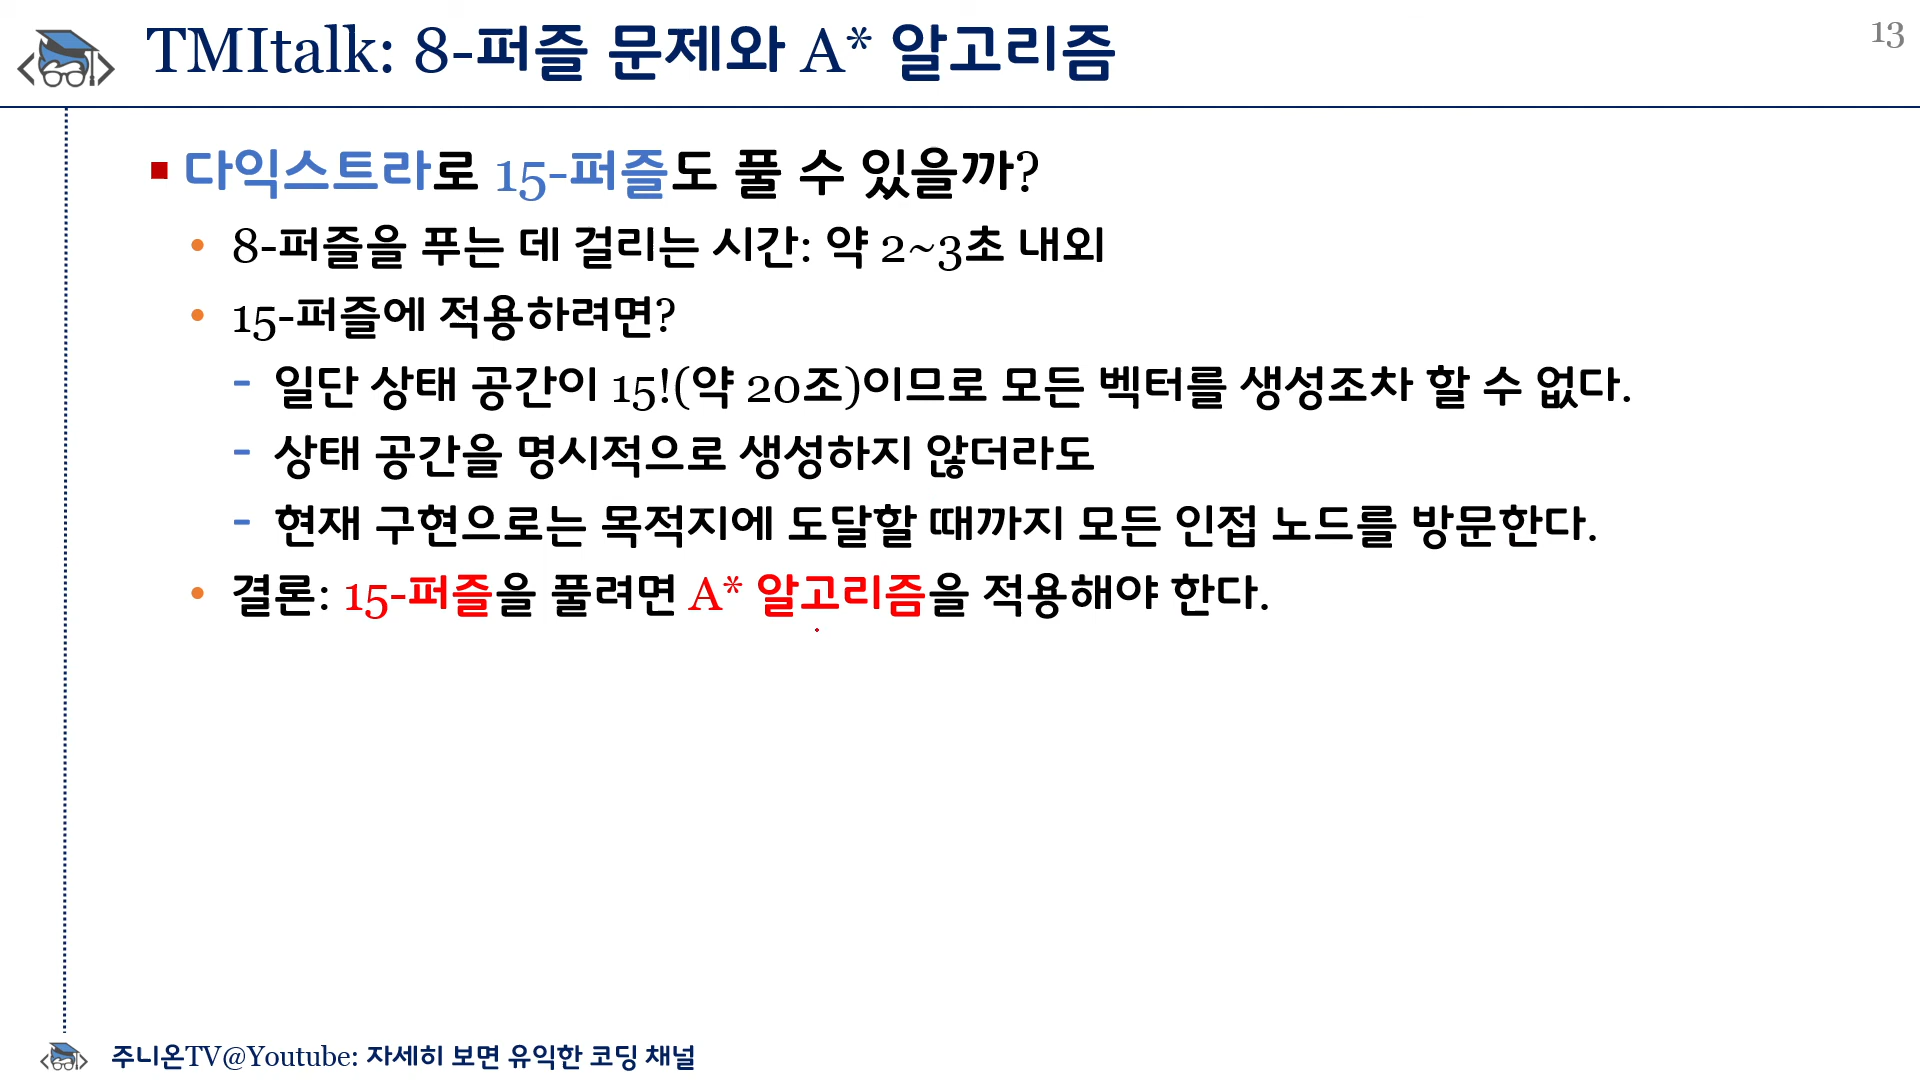 TMItalk: 8-퍼즐 문제와 A* 알고리즘
13
다익스트라로 15-퍼즐도 풀 수 있을까?
8-퍼즐을 푸는 데 걸리는 시간: 약 2~3초 내외
15-퍼즐에 적용하려면?
일단 상태 공간이 15!(약 20조)이므로 모든 벡터를 생성조차 할 수 없다.
상태 공간을 명시적으로 생성하지 않더라도
현재 구현으로는 목적지에 도달할 때까지 모든 인접 노드를 방문한다.
결론: 15-퍼즐을 풀려면 A* 알고리즘을 적용해야 한다.
주니온TV@Youtube: 자세히 보면 유익한 코딩 채널